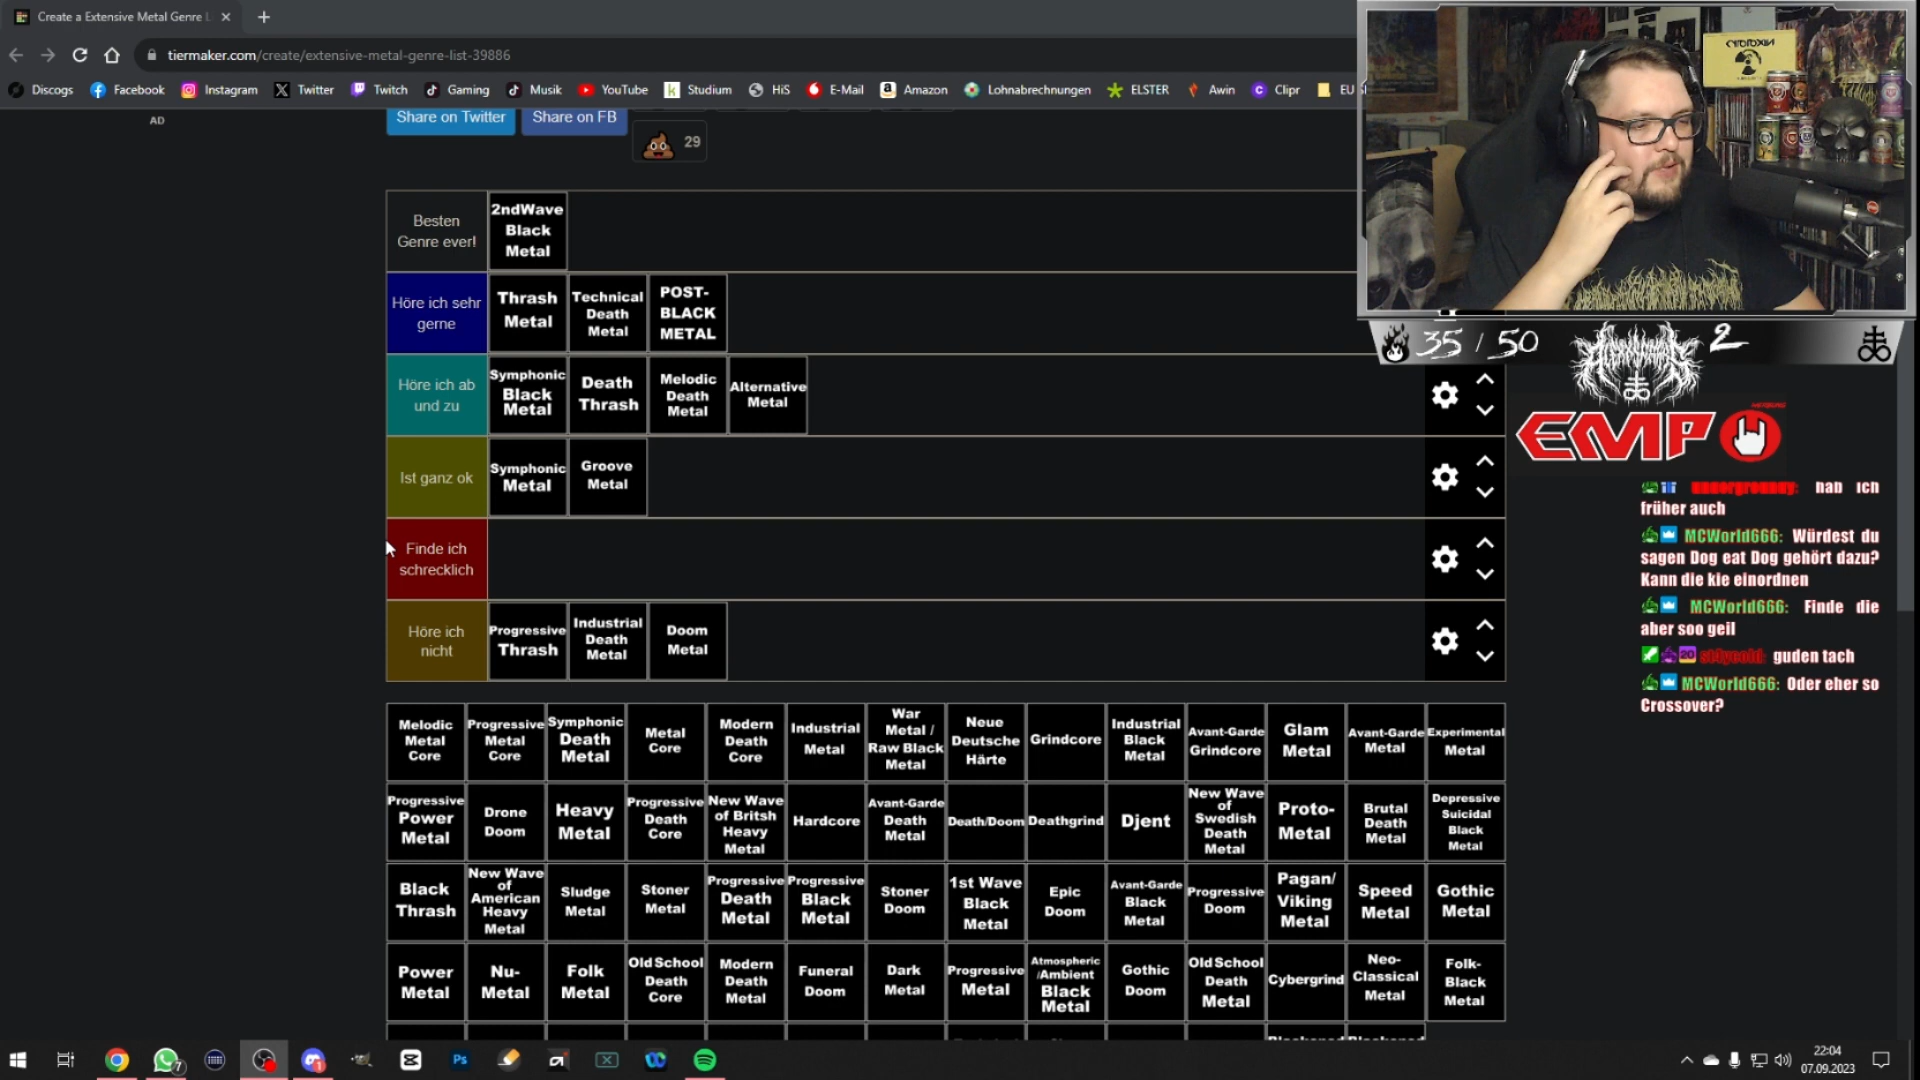 Create a Extensive Metal Genre L
tiermaker.com/create/extensive-metal-genre-list-39886
Discogs
Facebook
Instagram
Twitter
Twitch
Gaming
Musik
YouTube
Studium
HiS
E-Mail
Amazon
Lohnabrechnungen
ELSTER
Awin
Clipr
EU
AD
Share on Twitter
Share on FB
29
Besten
Genre ever!
2ndWave
Black
Metal
Höre ich sehr
gerne
Thrash
Metal
Technical
Death
Metal
POST-
BLACK
METAL
Höre ich ab
und zu
Symphonic
Black
Metal
Death
Thrash
Melodic
Death
Metal
Alternative
Metal
Ist ganz ok
Symphonic
Metal
Groove
Metal
Finde ich
schrecklich
Höre ich
nicht
Progressive
Thrash
Industrial
Death
Metal
Doom
Metal
Melodic
Metal
Core
Progressive
Metal
Core
Symphonic
Death
Metal
Metal
Core
Modern
Death
Core
Industrial
Metal
War
Metal /
Raw Black
Metal
Neue
Deutsche
Härte
Grindcore
Industrial
Black
Metal
Avant-Garde
Grindcore
Glam
Metal
Avant-Garde
Metal
Experimental
Metal
Progressive
Power
Metal
Drone
Doom
Heavy
Metal
Progressive
Death
Core
New Wave
of Britsh
Heavy
Metal
Hardcore
Avant-Garde
Death
Metal
Death/Doom
Deathgrind
Djent
New Wave
of
Swedish
Death
Metal
Proto-
Metal
Brutal
Death
Metal
Depressive
Suicidal
Black
Metal
Black
Thrash
New Wave
of
American
Heavy
Metal
Sludge
Metal
Stoner
Metal
Progressive
Death
Metal
Progressive
Black
Metal
Stoner
Doom
1st Wave
Black
Metal
Epic
Doom
Avant-Garde
Black
Metal
Progressive
Doom
Pagan/
Viking
Metal
Speed
Metal
Gothic
Metal
Power
Metal
Nu-
Metal
Folk
Metal
Old School
Death
Core
Modern
Death
Metal
Funeral
Doom
Dark
Metal
Progressive
Metal
Atmospheric
/Ambient
Black
Metal
Gothic
Doom
Old School
Death
Metal
Cybergrind
Neo-
Classical
Metal
Folk-
Black
Metal
35 / 50
2
EMP
hab ich
früher auch
MCWorld666: Würdest du
sagen Dog eat Dog gehört dazu?
Kann die kie einordnen
MCWorld666: Finde die
aber soo geil
20
guden tach
MCWorld666: Oder eher so
Crossover?
7
Ps
1
22:04
07.09.2023